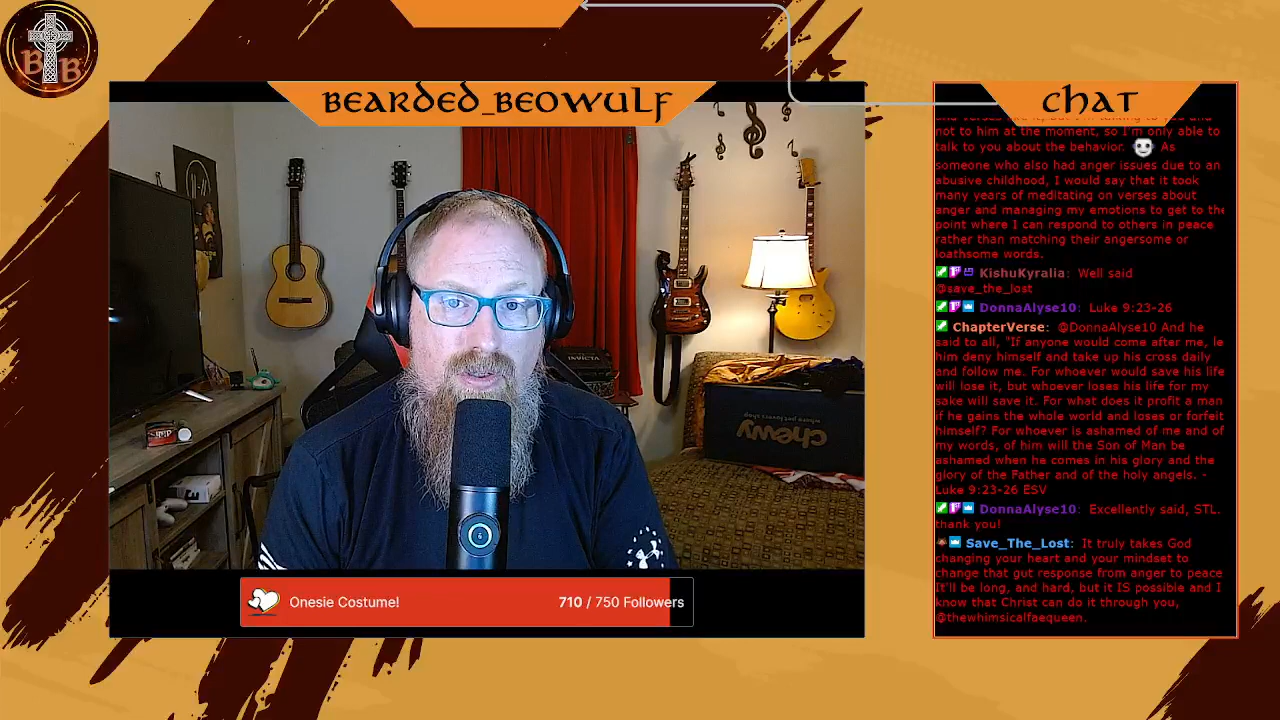 B B
BEARDED_BEOWULF
CHAT
not to him at the moment, so I'm only able to
talk to you about the behavior. As
someone who also had anger issues due to an
abusive childhood, I would say that it took
many years of meditating on verses about
anger and managing my emotions to get to the
point where I can respond to others in peace
rather than matching their angersome or
loathsome words.
KishuKyralia: Well said
@save_the_lost
DonnaAlyse10: Luke 9:23-26
ChapterVerse: @DonnaAlyse10 And he
said to all, "If anyone would come after me, le
him deny himself and take up his cross daily
and follow me. For whoever would save his life
will lose it, but whoever loses his life for my
sake will save it. For what does it profit a man
if he gains the whole world and loses or forfeit
himself? For whoever is ashamed of me and of
my words, of him will the Son of Man be
ashamed when he comes in his glory and the
glory of the Father and of the holy angels. -
Luke 9:23-26 ESV
DonnaAlyse10: Excellently said, STL.
thank you!
Save_The_Lost: It truly takes God
changing your heart and your mindset to
change that gut response from anger to peace
It'll be long, and hard, but it IS possible and I
know that Christ can do it through you,
@thewhimsicalfaequeen.
INVICTA
chewy
where pet lovers shop
Onesie Costume!
710 / 750 Followers